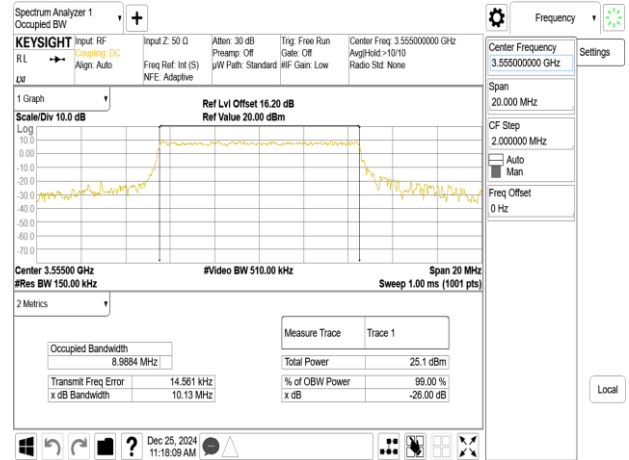 Spectrum Analyzer 1
Occupied BW
Frequency
KEYSIGHT
Input: RF
Coupling: DC
Align: Auto
Input Z: 50 Ω
Freq Ref: Int (S)
NFE: Adaptive
Atten: 30 dB
Preamp: Off
µW Path: Standard
Trig: Free Run
Gate: Off
#IF Gain: Low
Center Freq: 3.555000000 GHz
Avg|Hold:>10/10
Radio Std: None
RL
LXI
Center Frequency
3.555000000 GHz
Settings
Span
20.000 MHz
CF Step
2.000000 MHz
Auto
Man
Freq Offset
0 Hz
1 Graph
Ref Lvl Offset 16.20 dB
Scale/Div 10.0 dB
Ref Value 20.00 dBm
Log
10.0
0.00
-10.0
-20.0
-30.0
-40.0
-50.0
-60.0
-70.0
Center 3.55500 GHz
#Video BW 510.00 kHz
Span 20 MHz
#Res BW 150.00 kHz
Sweep 1.00 ms (1001 pts)
2 Metrics
Measure Trace Trace 1
Occupied Bandwidth
8.9884 MHz
Total Power 25.1 dBm
Transmit Freq Error 14.561 kHz
% of OBW Power 99.00 %
x dB Bandwidth 10.13 MHz
x dB -26.00 dB
Local
?
Dec 25, 2024
11:18:09 AM